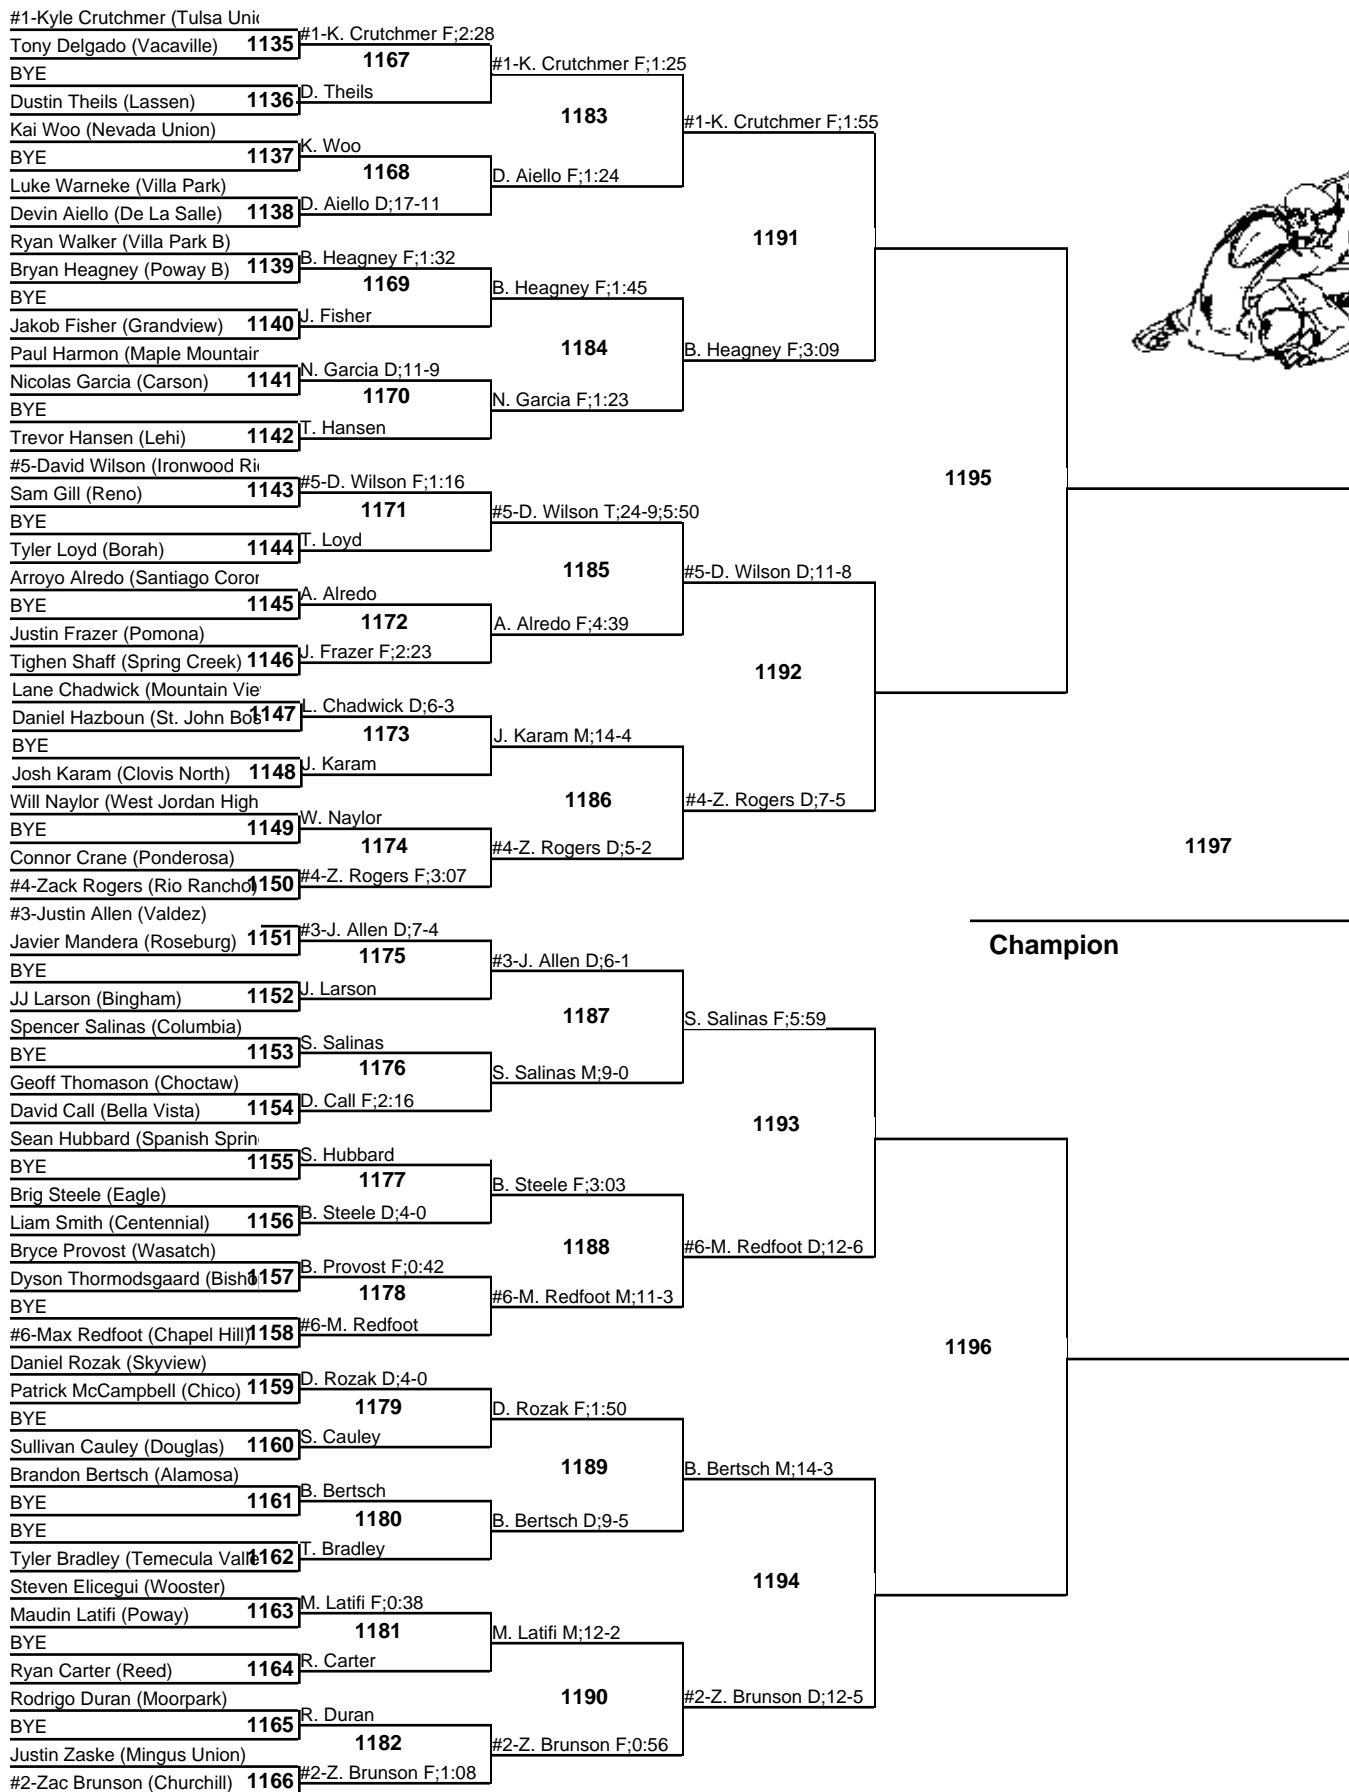 #1-Kyle Crutchmer (Tulsa Unio
Tony Delgado (Vacaville) 1135
BYE
Dustin Theils (Lassen) 1136
Kai Woo (Nevada Union)
BYE 1137
Luke Warneke (Villa Park)
Devin Aiello (De La Salle) 1138
Ryan Walker (Villa Park B)
Bryan Heagney (Poway B) 1139
BYE
Jakob Fisher (Grandview) 1140
Paul Harmon (Maple Mountain
Nicolas Garcia (Carson) 1141
BYE
Trevor Hansen (Lehi) 1142
#5-David Wilson (Ironwood Ri
Sam Gill (Reno) 1143
BYE
Tyler Loyd (Borah) 1144
Arroyo Alredo (Santiago Coron
BYE 1145
Justin Frazer (Pomona)
Tighen Shaff (Spring Creek) 1146
Lane Chadwick (Mountain Vie
Daniel Hazboun (St. John Bos 1147
BYE
Josh Karam (Clovis North) 1148
Will Naylor (West Jordan High
BYE 1149
Connor Crane (Ponderosa)
#4-Zack Rogers (Rio Rancho) 1150
#3-Justin Allen (Valdez)
Javier Mandera (Roseburg) 1151
BYE
JJ Larson (Bingham) 1152
Spencer Salinas (Columbia)
BYE 1153
Geoff Thomason (Choctaw)
David Call (Bella Vista) 1154
Sean Hubbard (Spanish Sprin
BYE 1155
Brig Steele (Eagle)
Liam Smith (Centennial) 1156
Bryce Provost (Wasatch)
Dyson Thormodsgaard (Bisho 1157
BYE
#6-Max Redfoot (Chapel Hill) 1158
Daniel Rozak (Skyview)
Patrick McCampbell (Chico) 1159
BYE
Sullivan Cauley (Douglas) 1160
Brandon Bertsch (Alamosa)
BYE 1161
BYE
Tyler Bradley (Temecula Valle 1162
Steven Elicegui (Wooster)
Maudin Latifi (Poway) 1163
BYE
Ryan Carter (Reed) 1164
Rodrigo Duran (Moorpark)
BYE 1165
Justin Zaske (Mingus Union)
#2-Zac Brunson (Churchill) 1166
#1-K. Crutchmer F;2:28
1167
D. Theils
K. Woo
1168
D. Aiello D;17-11
B. Heagney F;1:32
1169
J. Fisher
N. Garcia D;11-9
1170
T. Hansen
#5-D. Wilson F;1:16
1171
T. Loyd
A. Alredo
1172
J. Frazer F;2:23
L. Chadwick D;6-3
1173
J. Karam
W. Naylor
1174
#4-Z. Rogers F;3:07
#3-J. Allen D;7-4
1175
J. Larson
S. Salinas
1176
D. Call F;2:16
S. Hubbard
1177
B. Steele D;4-0
B. Provost F;0:42
1178
#6-M. Redfoot
D. Rozak D;4-0
1179
S. Cauley
B. Bertsch
1180
T. Bradley
M. Latifi F;0:38
1181
R. Carter
R. Duran
1182
#2-Z. Brunson F;1:08
#1-K. Crutchmer F;1:25
1183
D. Aiello F;1:24
B. Heagney F;1:45
1184
N. Garcia F;1:23
#5-D. Wilson T;24-9;5:50
1185
A. Alredo F;4:39
J. Karam M;14-4
1186
#4-Z. Rogers D;5-2
#3-J. Allen D;6-1
1187
S. Salinas M;9-0
B. Steele F;3:03
1188
#6-M. Redfoot M;11-3
D. Rozak F;1:50
1189
B. Bertsch D;9-5
M. Latifi M;12-2
1190
#2-Z. Brunson F;0:56
#1-K. Crutchmer F;1:55
1191
B. Heagney F;3:09
#5-D. Wilson D;11-8
1192
#4-Z. Rogers D;7-5
S. Salinas F;5:59
1193
#6-M. Redfoot D;12-6
B. Bertsch M;14-3
1194
#2-Z. Brunson D;12-5
1195
1196
1197
Champion